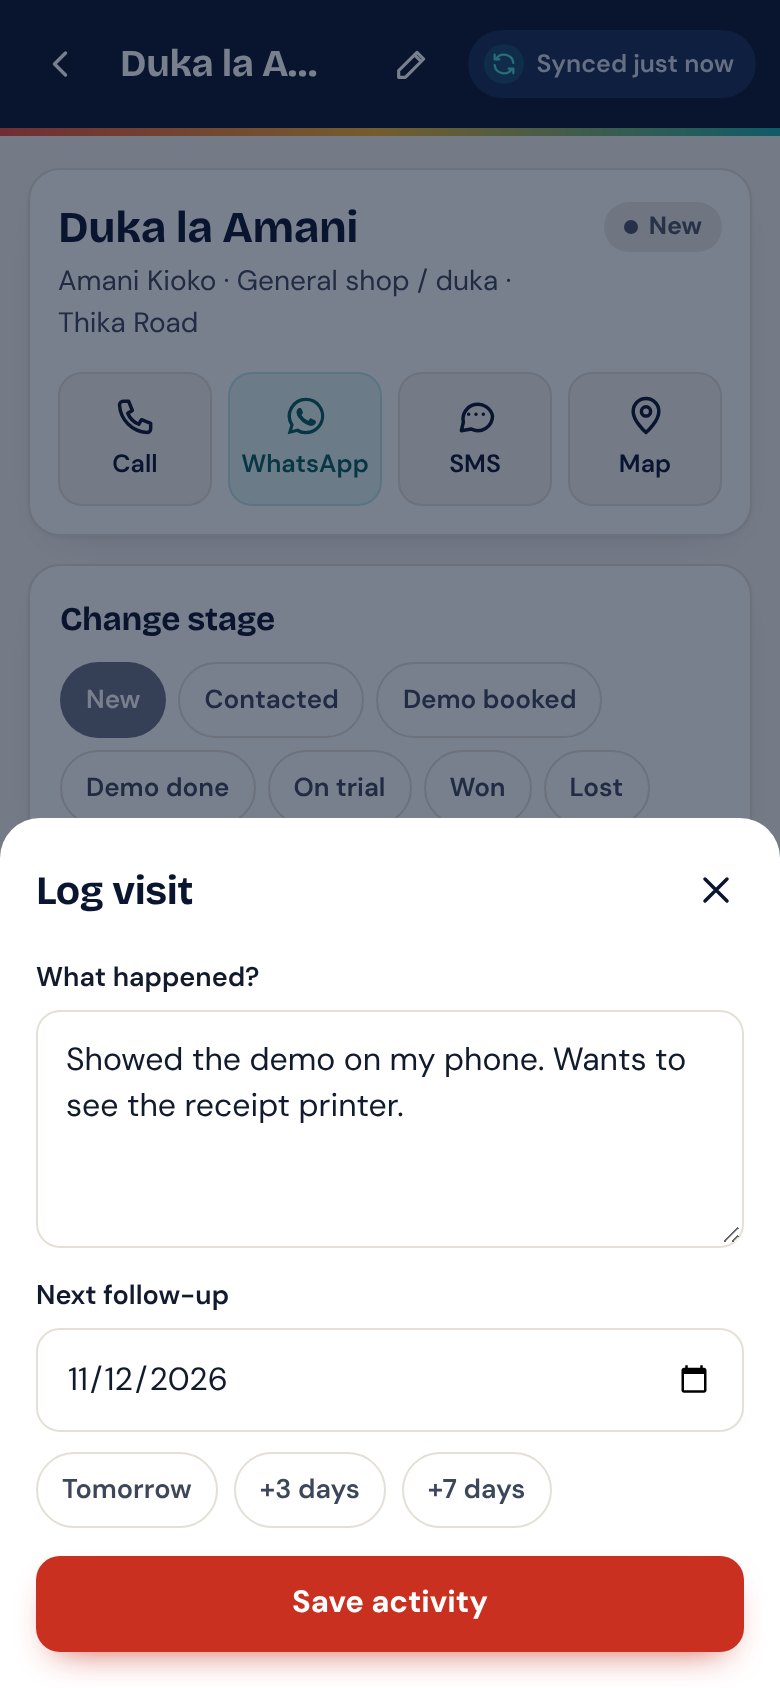 Duka la A...
Synced just now
Duka la Amani
New
Amani Kioko · General shop / duka ·
Thika Road
Call
WhatsApp
SMS
Map
Change stage
New
Contacted
Demo booked
Demo done
On trial
Won
Lost
Log visit
What happened?
Showed the demo on my phone. Wants to
see the receipt printer.
Next follow-up
11/12/2026
Tomorrow
+3 days
+7 days
Save activity